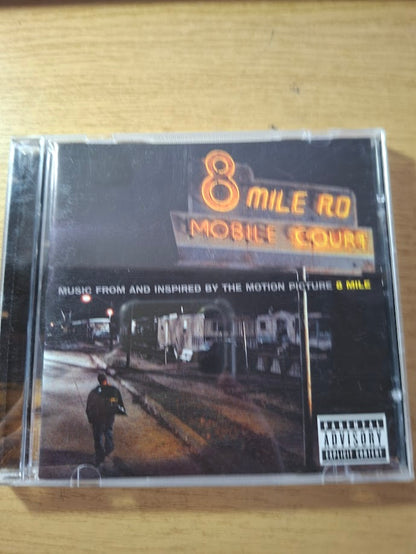 8 MILE RD
MOBILE COURT
MUSIC FROM AND INSPIRED BY THE MOTION PICTURE 8 MILE
PARENTAL
ADVISORY
EXPLICIT CONTENT